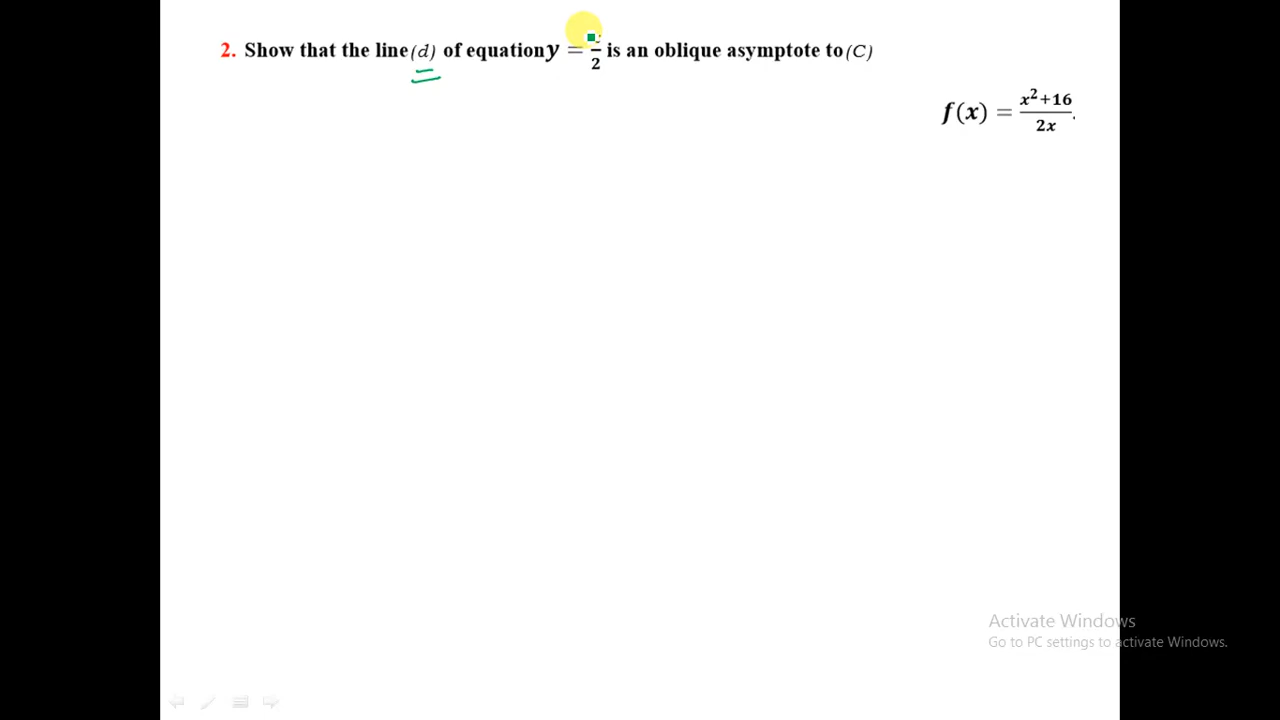 2. Show that the line (d) of equation y = /2 is an oblique asymptote to (C)
f(x) = x²+16/2x.
Activate Windows
Go to PC settings to activate Windows.